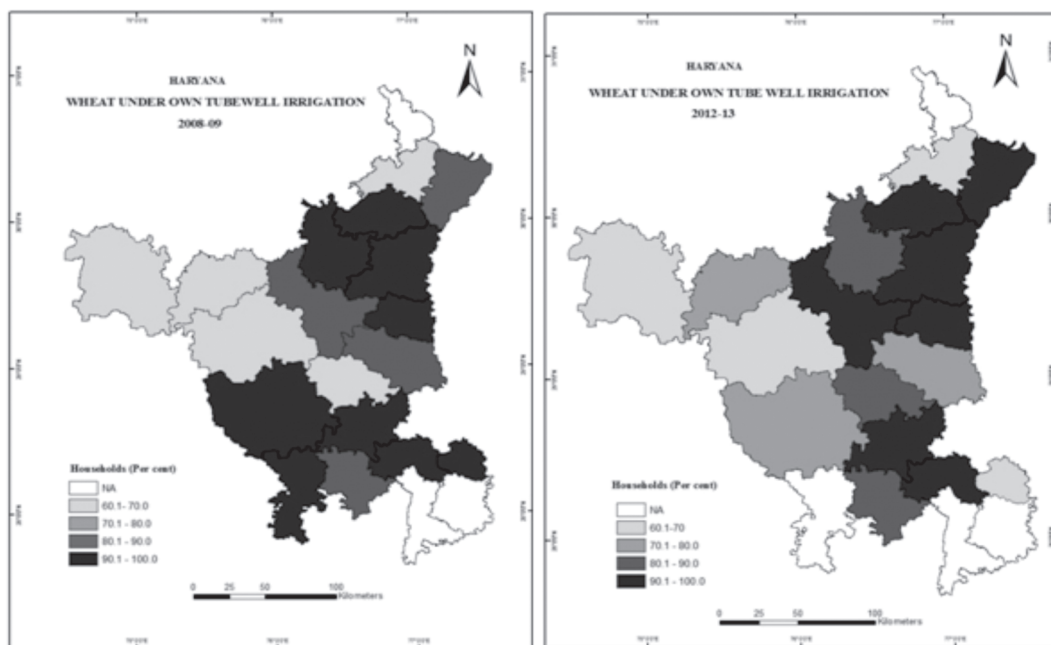 HARYANA
WHEAT UNDER OWN TUBEWELL IRRIGATION
2008-09
N
Households (Per cent)
NA
60.1- 70.0
70.1 - 80.0
80.1 - 90.0
90.1 - 100.0
0 25 50 100
Kilometers
HARYANA
WHEAT UNDER OWN TUBE WELL IRRIGATION
2012-13
N
Households (Per cent)
NA
60.1-70
70.1 - 80.0
80.1 - 90.0
90.1 - 100.0
0 25 50 100
Kilometers